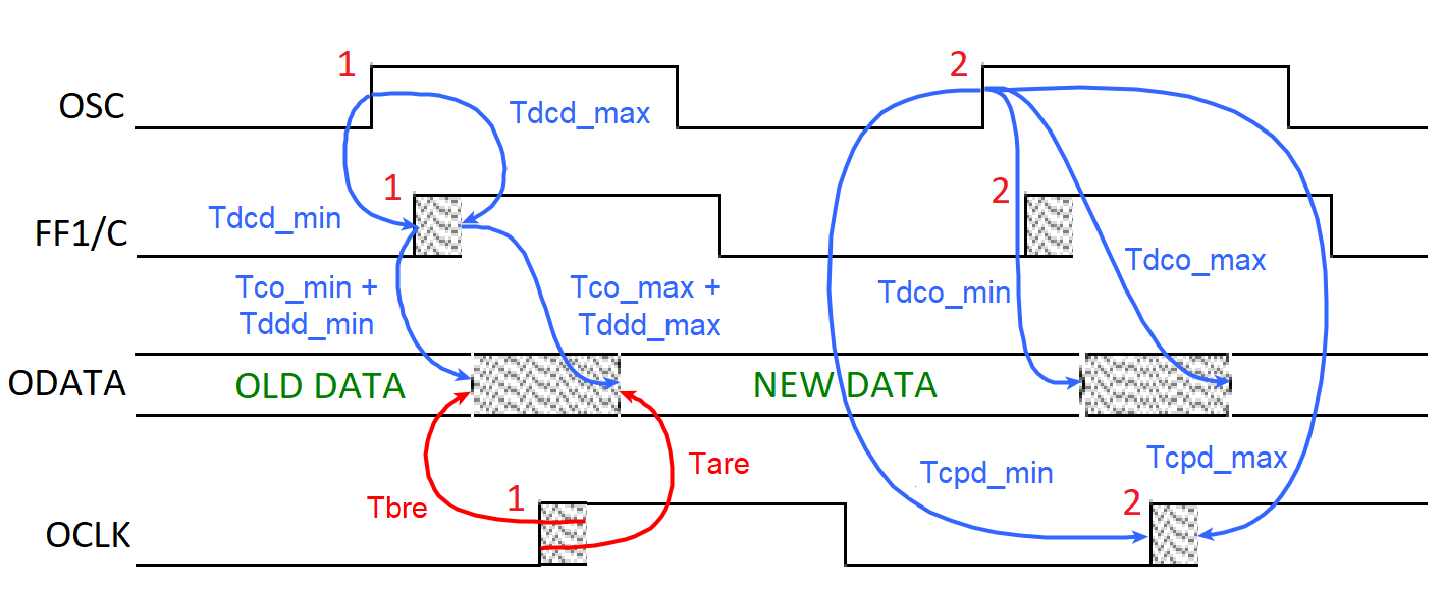 1
2
OSC
Tdcd_max
1
2
Tdcd_min
FF1/C
Tco_min +
Tddd_min
Tco_max +
Tddd_max
Tdco_min
Tdco_max
ODATA
OLD DATA
NEW DATA
Tbre
Tare
Tcpd_min
Tcpd_max
1
2
OCLK